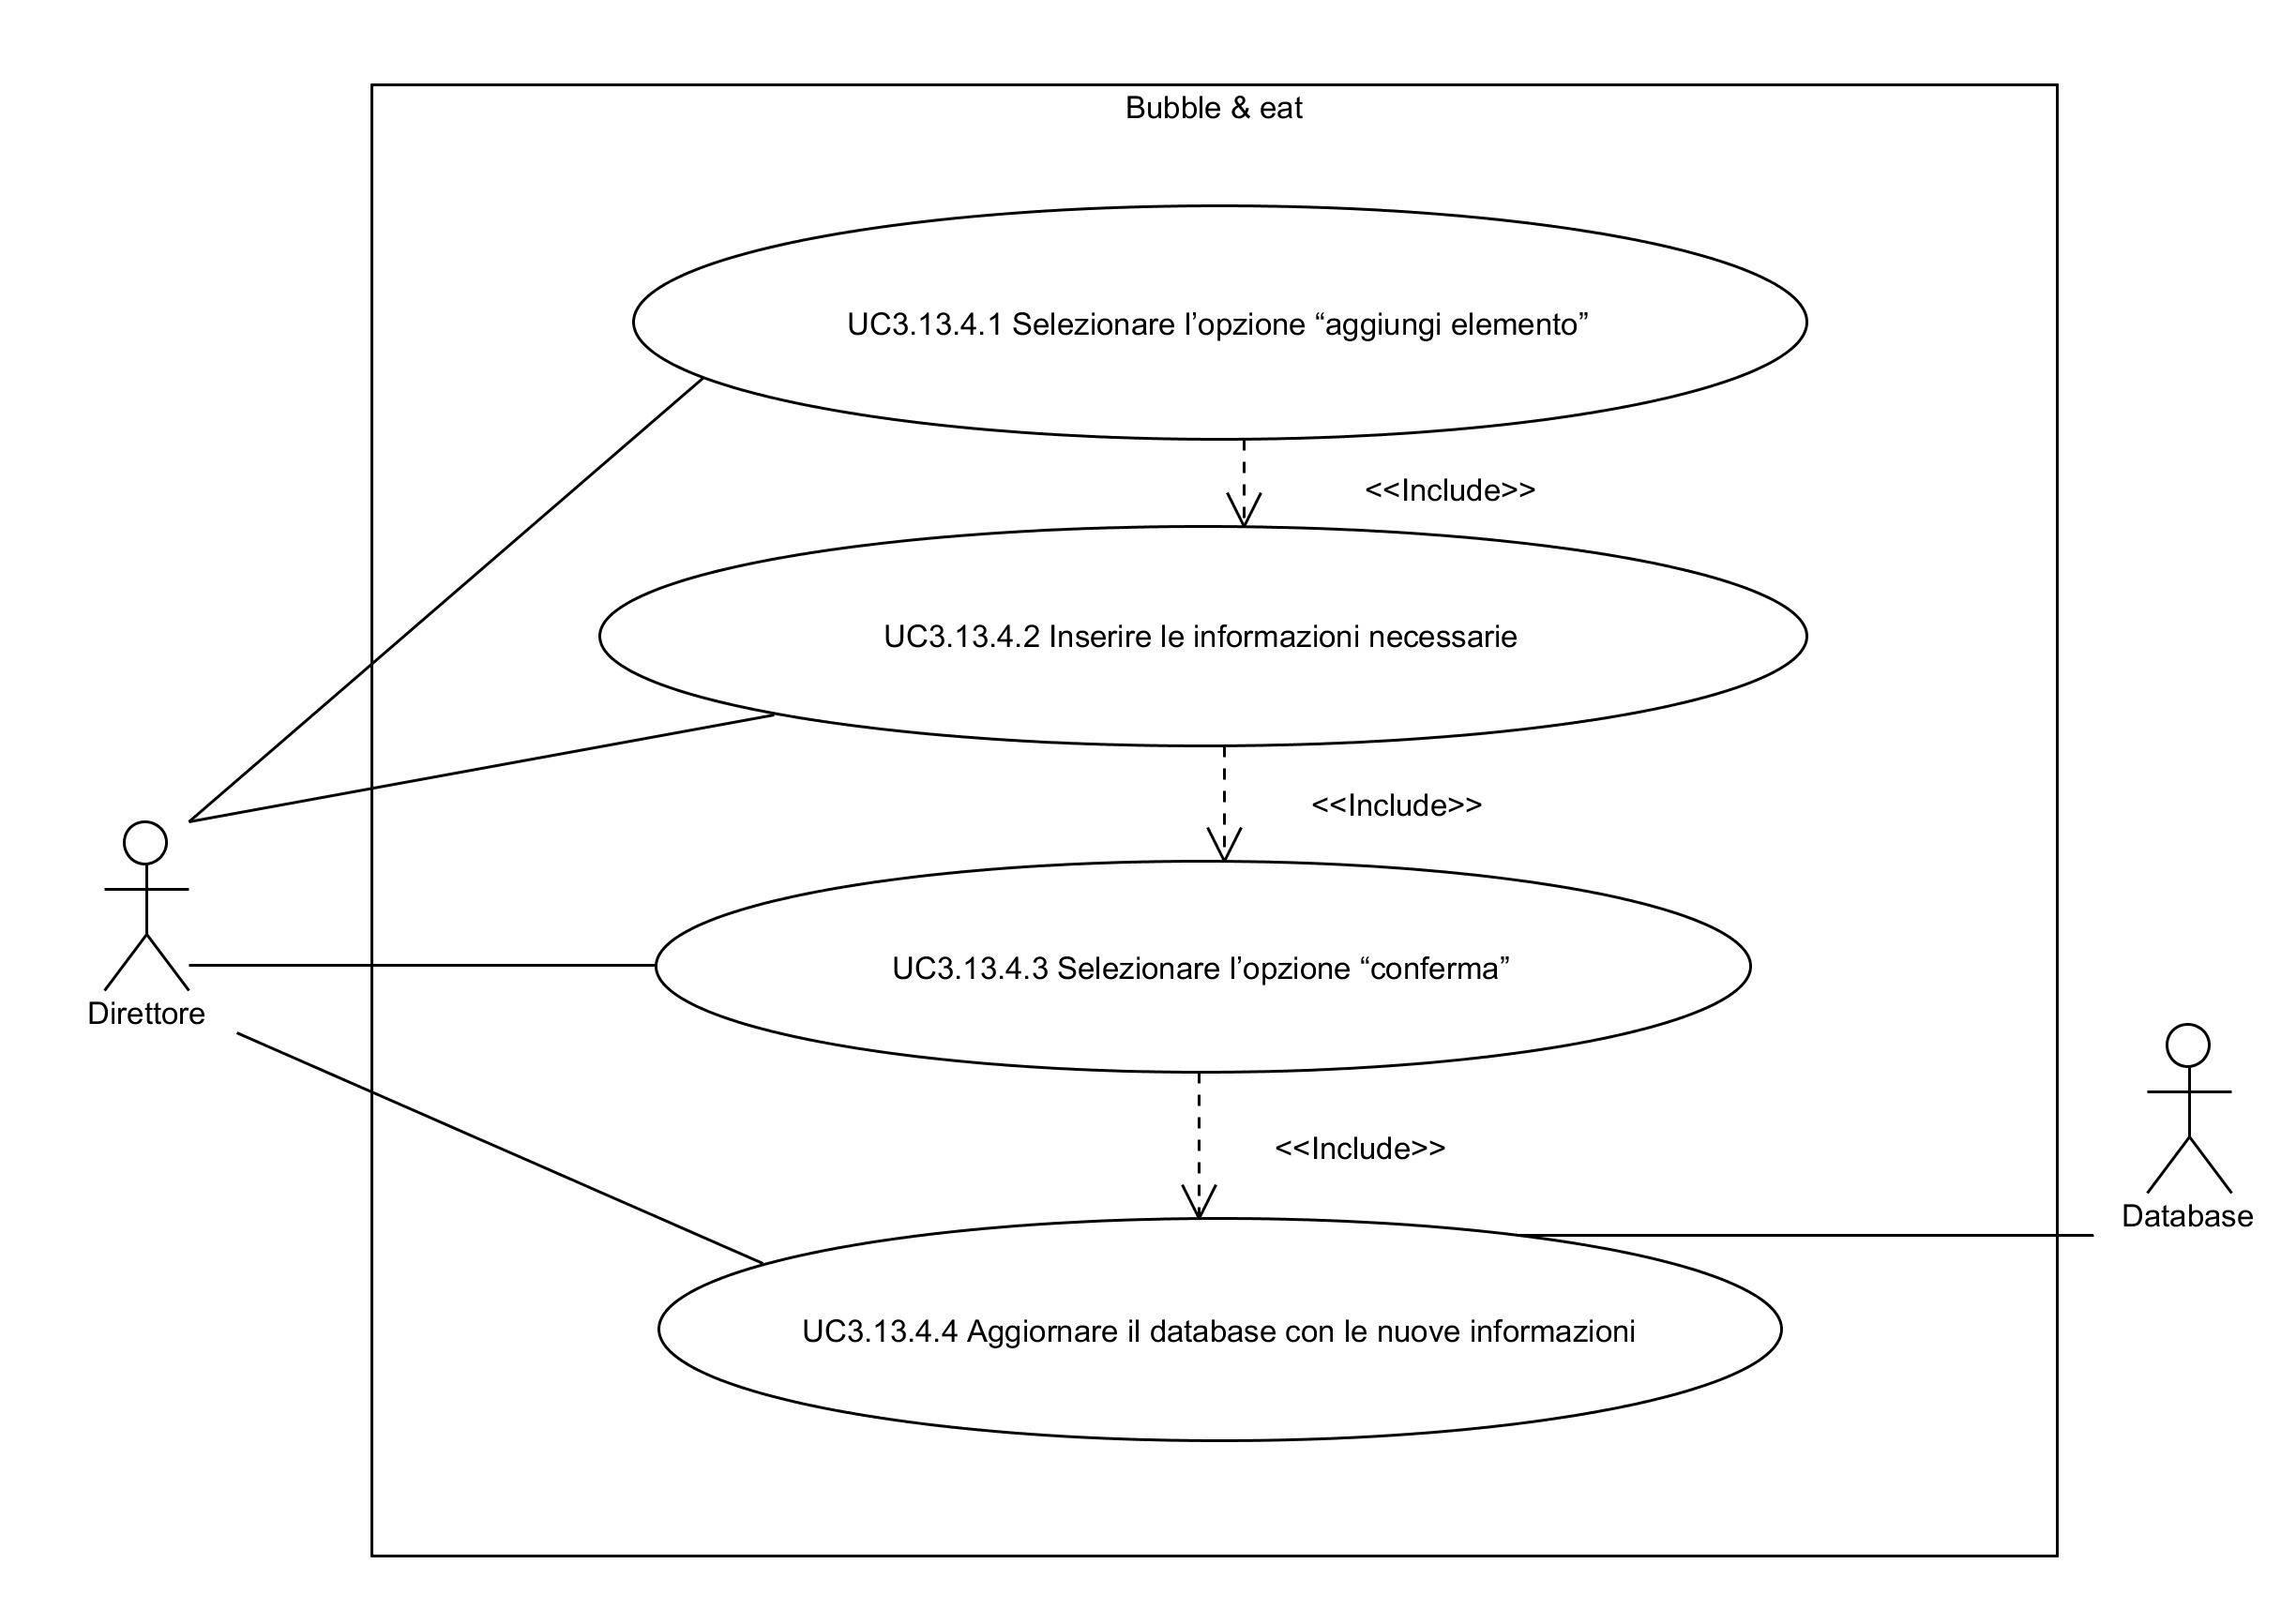 Bubble & eat
UC3.13.4.1 Selezionare l’opzione “aggiungi elemento”
<<Include>>
UC3.13.4.2 Inserire le informazioni necessarie
<<Include>>
UC3.13.4.3 Selezionare l’opzione “conferma”
Direttore
<<Include>>
Database
UC3.13.4.4 Aggiornare il database con le nuove informazioni